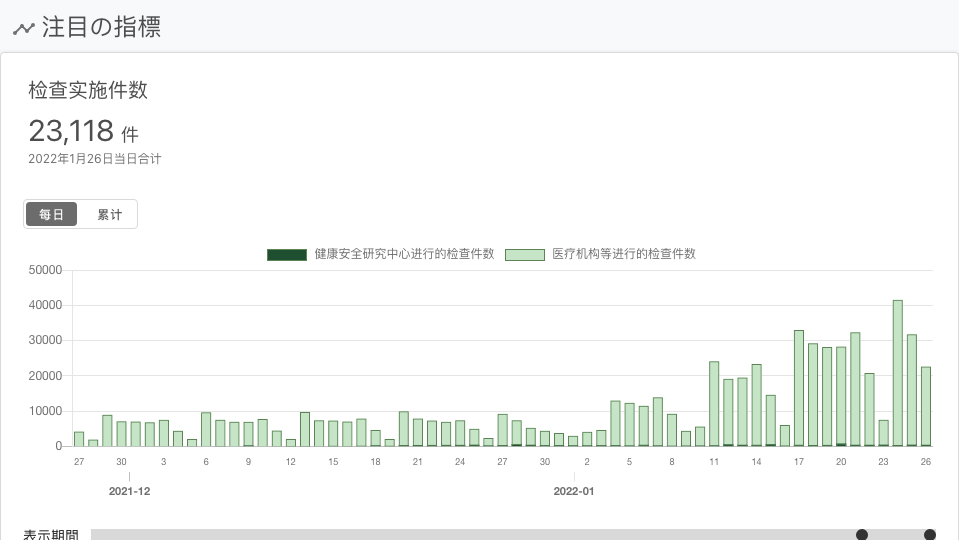 注目の指標
检查实施件数
23,118 件
2022年1月26日当日合计
每日 累计
健康安全研究中心进行的检查件数 医疗机构等进行的检查件数
50000
40000
30000
20000
10000
0
27 30 3 6 9 12 15 18 21 24 27 30 2 5 8 11 14 17 20 23 26
2021-12 2022-01
表示期間